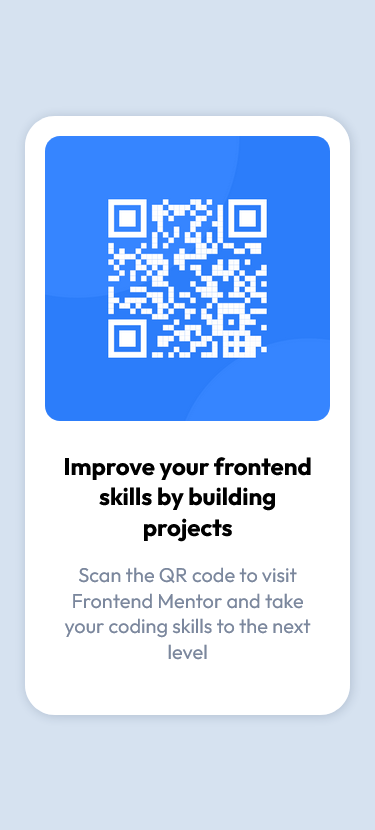 Improve your frontend
skills by building
projects
Scan the QR code to visit
Frontend Mentor and take
your coding skills to the next
level